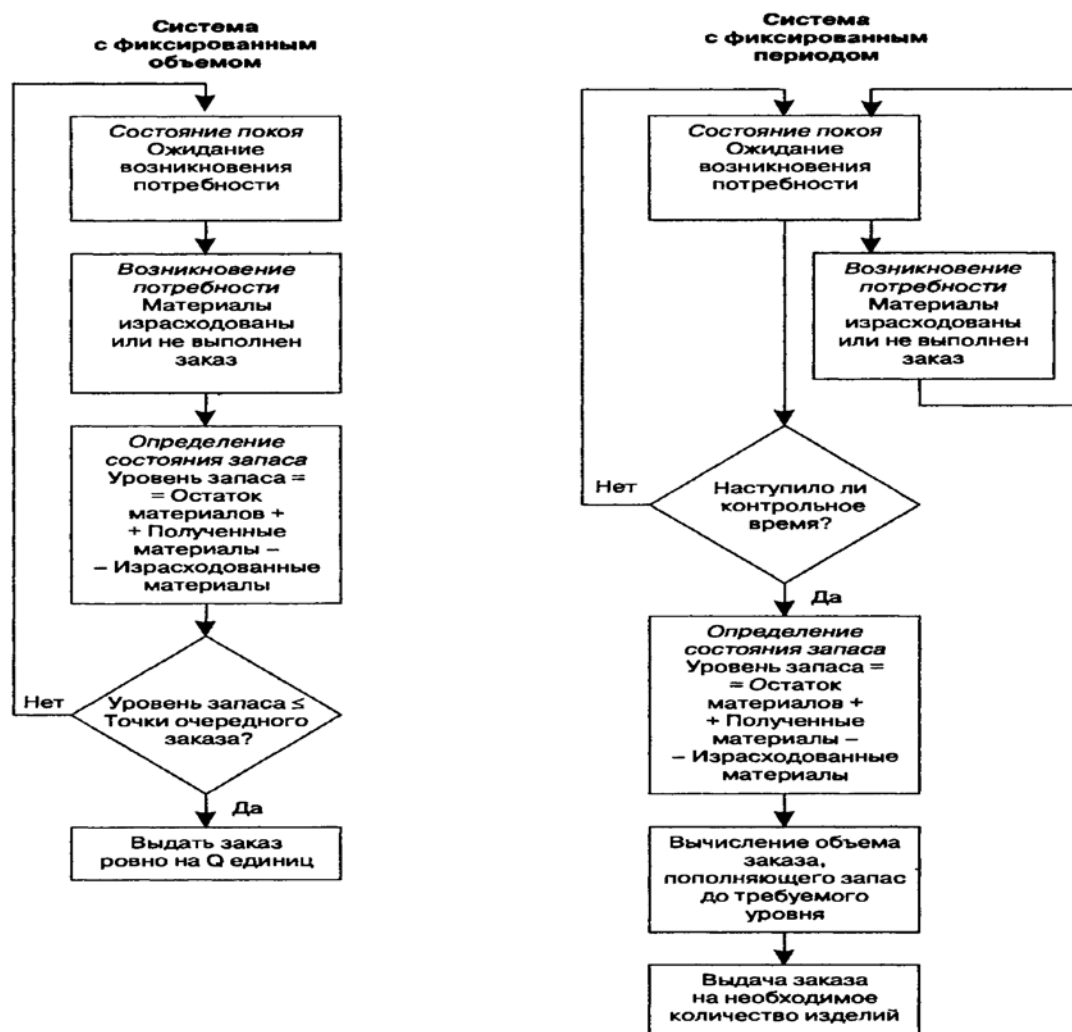 Система
с фиксированным
объемом
Состояние покоя
Ожидание
возникновения
потребности
Возникновение
потребности
Материалы
израсходованы
или не выполнен
заказ
Определение
состояния запаса
Уровень запаса =
= Остаток
материалов +
+ Полученные
материалы –
– Израсходованные
материалы
Нет
Уровень запаса ≤
Точки очередного
заказа?
Да
Выдать заказ
ровно на Q единиц
Система
с фиксированным
периодом
Состояние покоя
Ожидание
возникновения
потребности
Возникновение
потребности
Материалы
израсходованы
или не выполнен
заказ
Нет
Наступило ли
контрольное
время?
Да
Определение
состояния запаса
Уровень запаса =
= Остаток
материалов +
+ Полученные
материалы –
– Израсходованные
материалы
Вычисление объема
заказа,
пополняющего запас
до требуемого
уровня
Выдача заказа
на необходимое
количество изделий